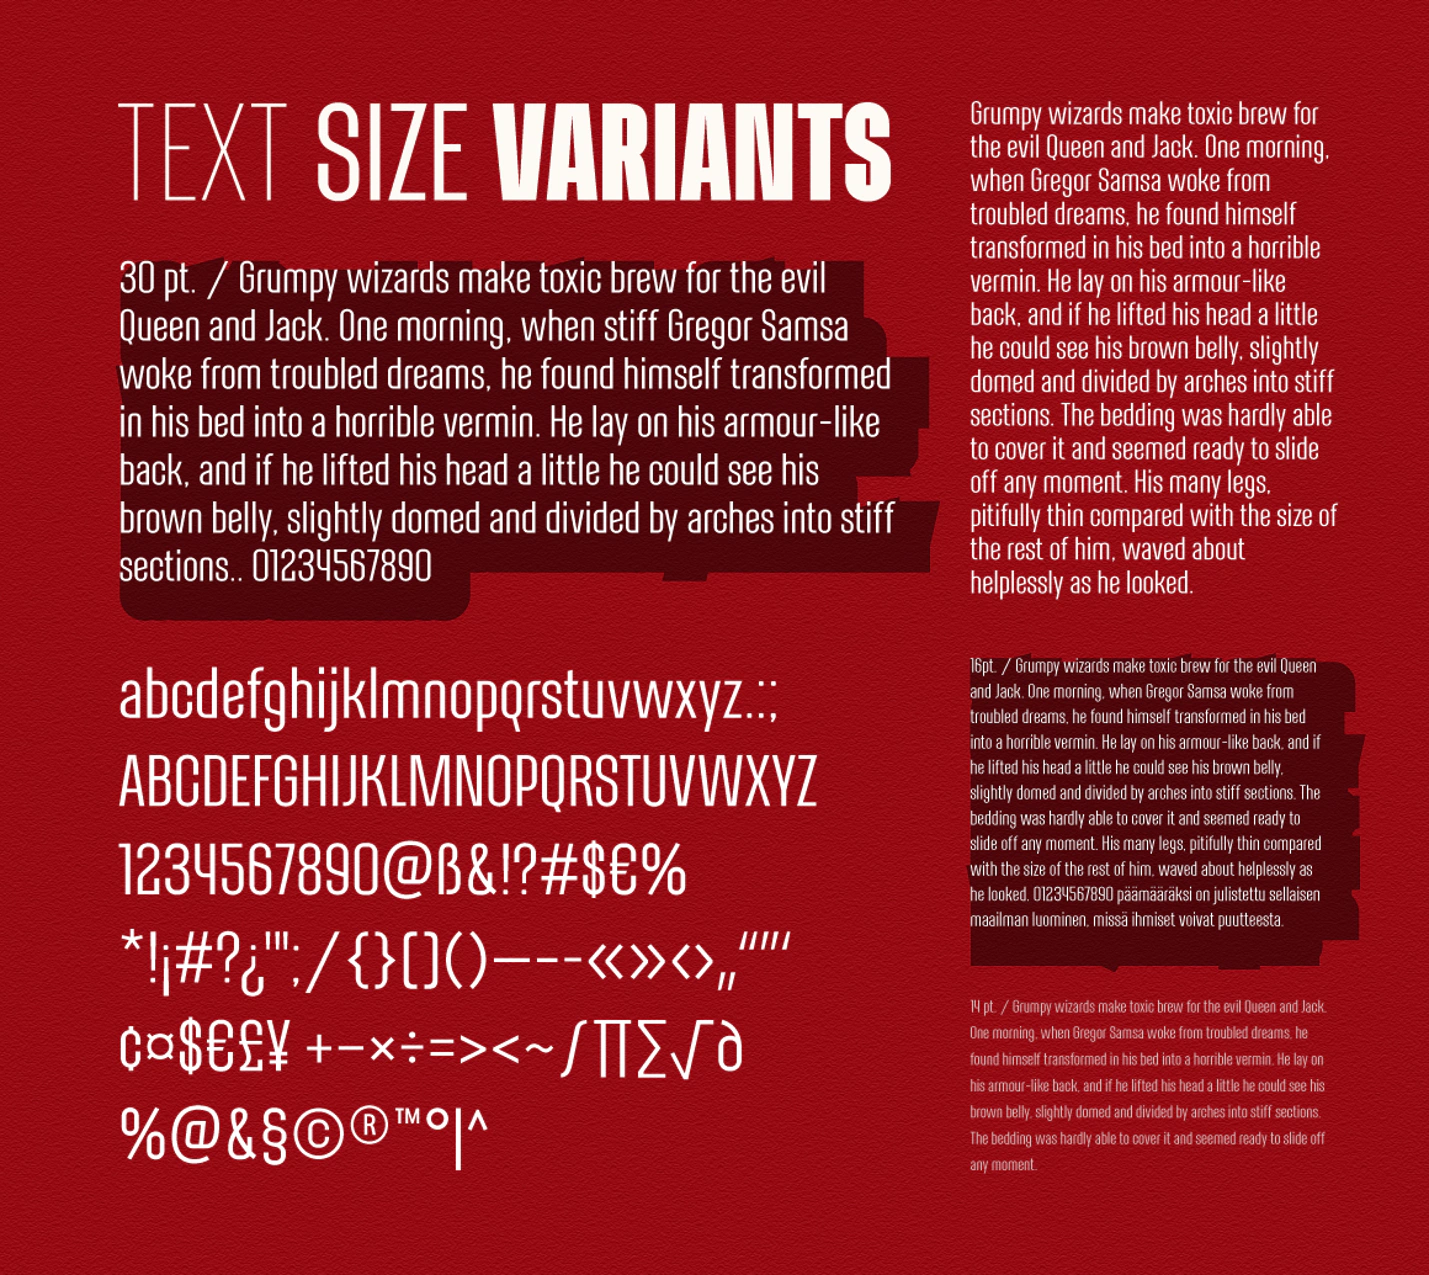 TEXT SIZE VARIANTS
30 pt. / Grumpy wizards make toxic brew for the evil
Queen and Jack. One morning, when stiff Gregor Samsa
woke from troubled dreams, he found himself transformed
in his bed into a horrible vermin. He lay on his armour-like
back, and if he lifted his head a little he could see his
brown belly, slightly domed and divided by arches into stiff
sections.. 01234567890
abcdefghijklmnopqrstuvwxyz.:;
ABCDEFGHIJKLMNOPQRSTUVWXYZ
1234567890@ß&!?#$€%
*!¡#?¿'":;/{}[]()—–-«»‹›„“”‘’
¢¤$€£¥ +−×÷=><~∫∏∑√∂
%@&§©®™°|^
Grumpy wizards make toxic brew for
the evil Queen and Jack. One morning,
when Gregor Samsa woke from
troubled dreams, he found himself
transformed in his bed into a horrible
vermin. He lay on his armour-like
back, and if he lifted his head a little
he could see his brown belly, slightly
domed and divided by arches into stiff
sections. The bedding was hardly able
to cover it and seemed ready to slide
off any moment. His many legs,
pitifully thin compared with the size of
the rest of him, waved about
helplessly as he looked.
16pt. / Grumpy wizards make toxic brew for the evil Queen
and Jack. One morning, when Gregor Samsa woke from
troubled dreams, he found himself transformed in his bed
into a horrible vermin. He lay on his armour-like back, and if
he lifted his head a little he could see his brown belly,
slightly domed and divided by arches into stiff sections. The
bedding was hardly able to cover it and seemed ready to
slide off any moment. His many legs, pitifully thin compared
with the size of the rest of him, waved about helplessly as
he looked. 01234567890 päämääräksi on julistettu sellaisen
maailman luominen, missä ihmiset voivat puutteesta.
14 pt. / Grumpy wizards make toxic brew for the evil Queen and Jack.
One morning, when Gregor Samsa woke from troubled dreams, he
found himself transformed in his bed into a horrible vermin. He lay on
his armour-like back, and if he lifted his head a little he could see his
brown belly, slightly domed and divided by arches into stiff sections.
The bedding was hardly able to cover it and seemed ready to slide off
any moment.